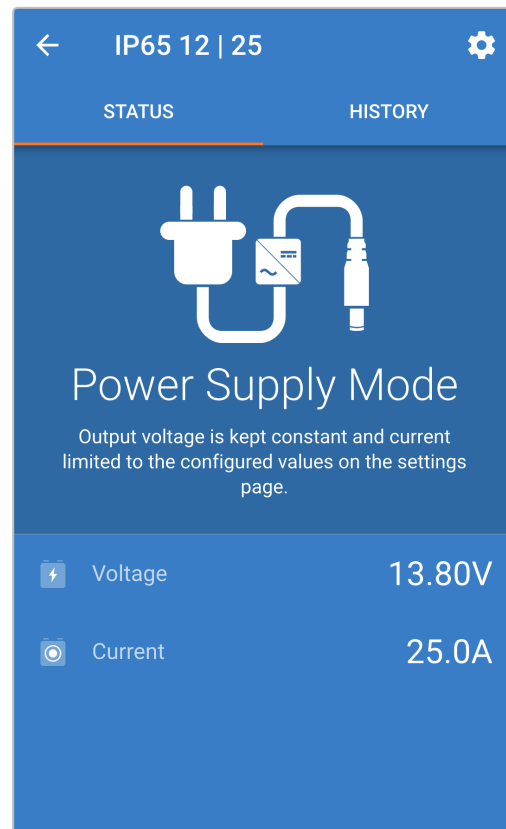 IP65 12 | 25
STATUS
HISTORY
Power Supply Mode
Output voltage is kept constant and current
limited to the configured values on the settings
page.
Voltage
13.80V
Current
25.0A